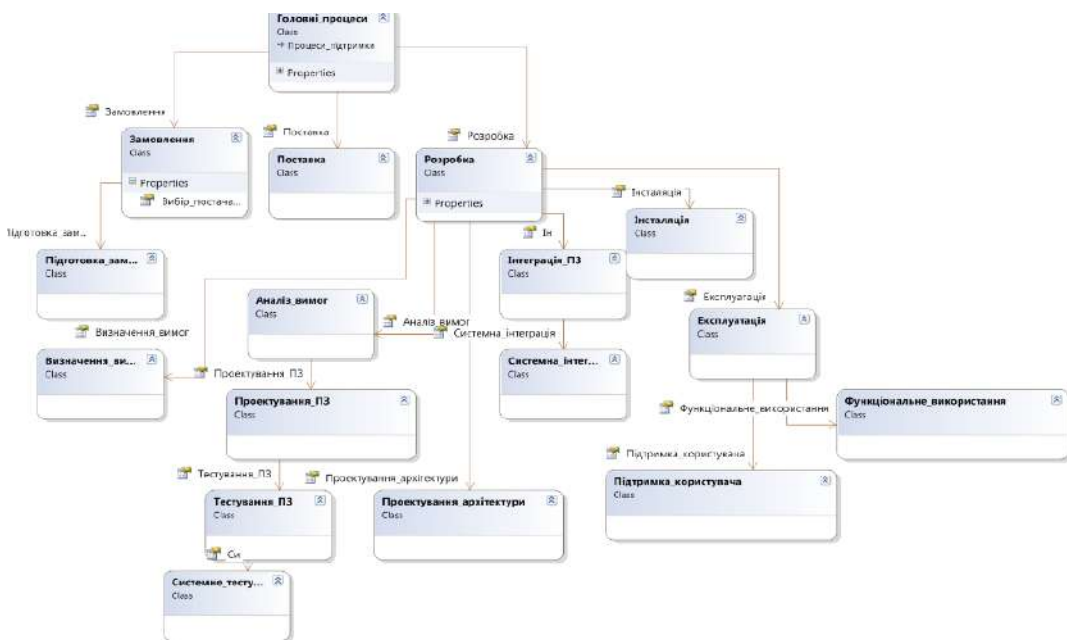 Головні_процеси
Class
Процеси_підтримки
Properties
Замовлення
Замовлення
Class
Properties
Вибір_постача...
Поставка
Поставка
Class
Розробка
Розробка
Class
Properties
Інсталяція
Інсталяція
Class
Підготовка_зам...
Підготовка_зам...
Class
Ін
Інтеграція_ПЗ
Class
Аналіз_вимог
Class
Аналіз_вимог
Експлуатація
Експлуатація
Class
Визначення_вимог
Визначення_ви...
Class
Системна_інтеграція
Системна_інтег...
Class
Проектування_ПЗ
Проектування_ПЗ
Class
Функціональне_використання
Функціональне_використання
Class
Тестування_ПЗ
Тестування_ПЗ
Class
Проектування_архітектури
Проектування_архітектури
Class
Підтримка_користувача
Підтримка_користувача
Class
Си
Системне_тесту...
Class